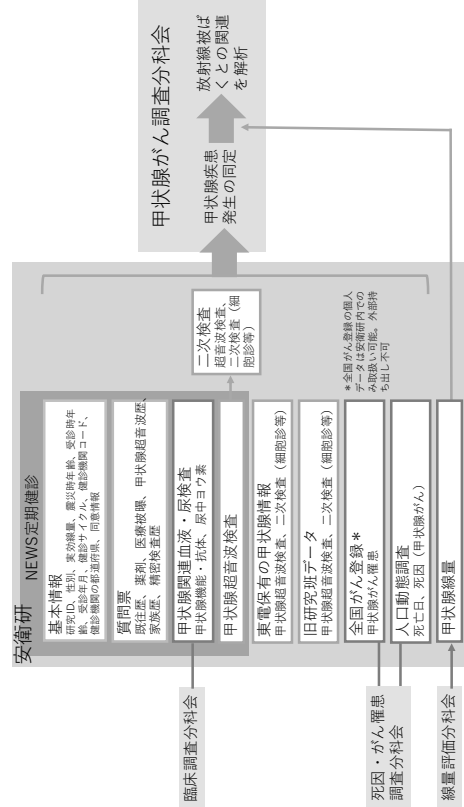 安衛研
NEWS定期健診
基本情報
研究ID、性別、実効線量、震災時年齢、受診時年
齢、受診年月、健診サイクル、健診機関コード、
健診機関の都道府県、同意情報
質問票
既往歴、薬剤、医療被曝、甲状腺超音波歴、
家族歴、精密検査歴
甲状腺関連血液・尿検査
甲状腺機能・抗体、尿中ヨウ素
甲状腺超音波検査
二次検査
超音波検査、
二次検査（細
胞診等）
東電保有の甲状腺情報
甲状腺超音波検査、二次検査（細胞診等）
旧研究班データ
甲状腺超音波検査、二次検査（細胞診等）
全国がん登録＊
甲状腺がん罹患
＊全国がん登録の個人
データは安衛研内での
み取扱い可能。外部持
ち出し不可
人口動態調査
死亡日、死因（甲状腺がん）
甲状腺線量
臨床調査分科会
死因・がん罹患
調査分科会
線量評価分科会
甲状腺がん調査分科会
甲状腺疾患
発生の同定
放射線被ば
くとの関連
を解析